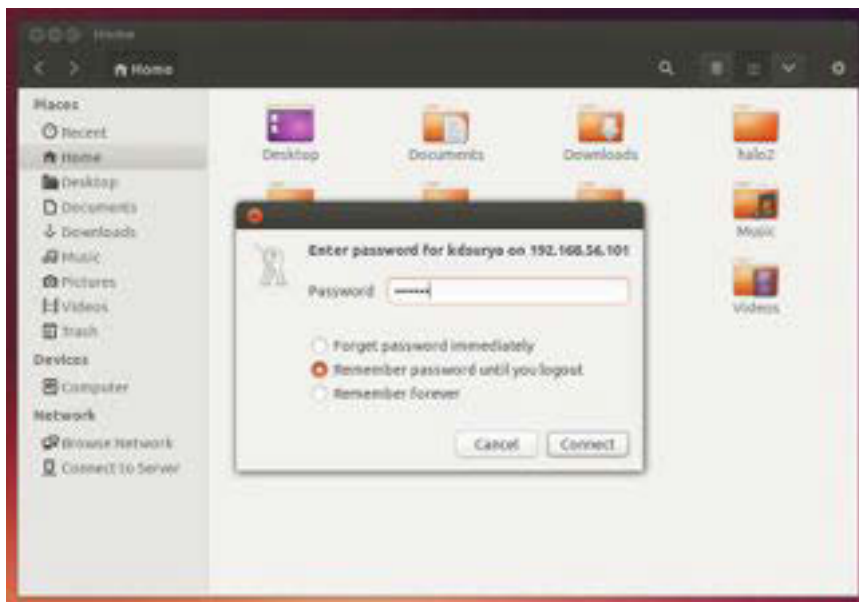 Home
Home
Places
Recent
Home
Desktop
Documents
Downloads
Music
Pictures
Videos
Trash
Devices
Computer
Network
Browse Network
Connect to Server
Desktop
Documents
Downloads
halo2
Music
Videos
Enter password for kdsuryo on 192.168.56.101
Password
Forget password immediately
Remember password until you logout
Remember forever
Cancel
Connect